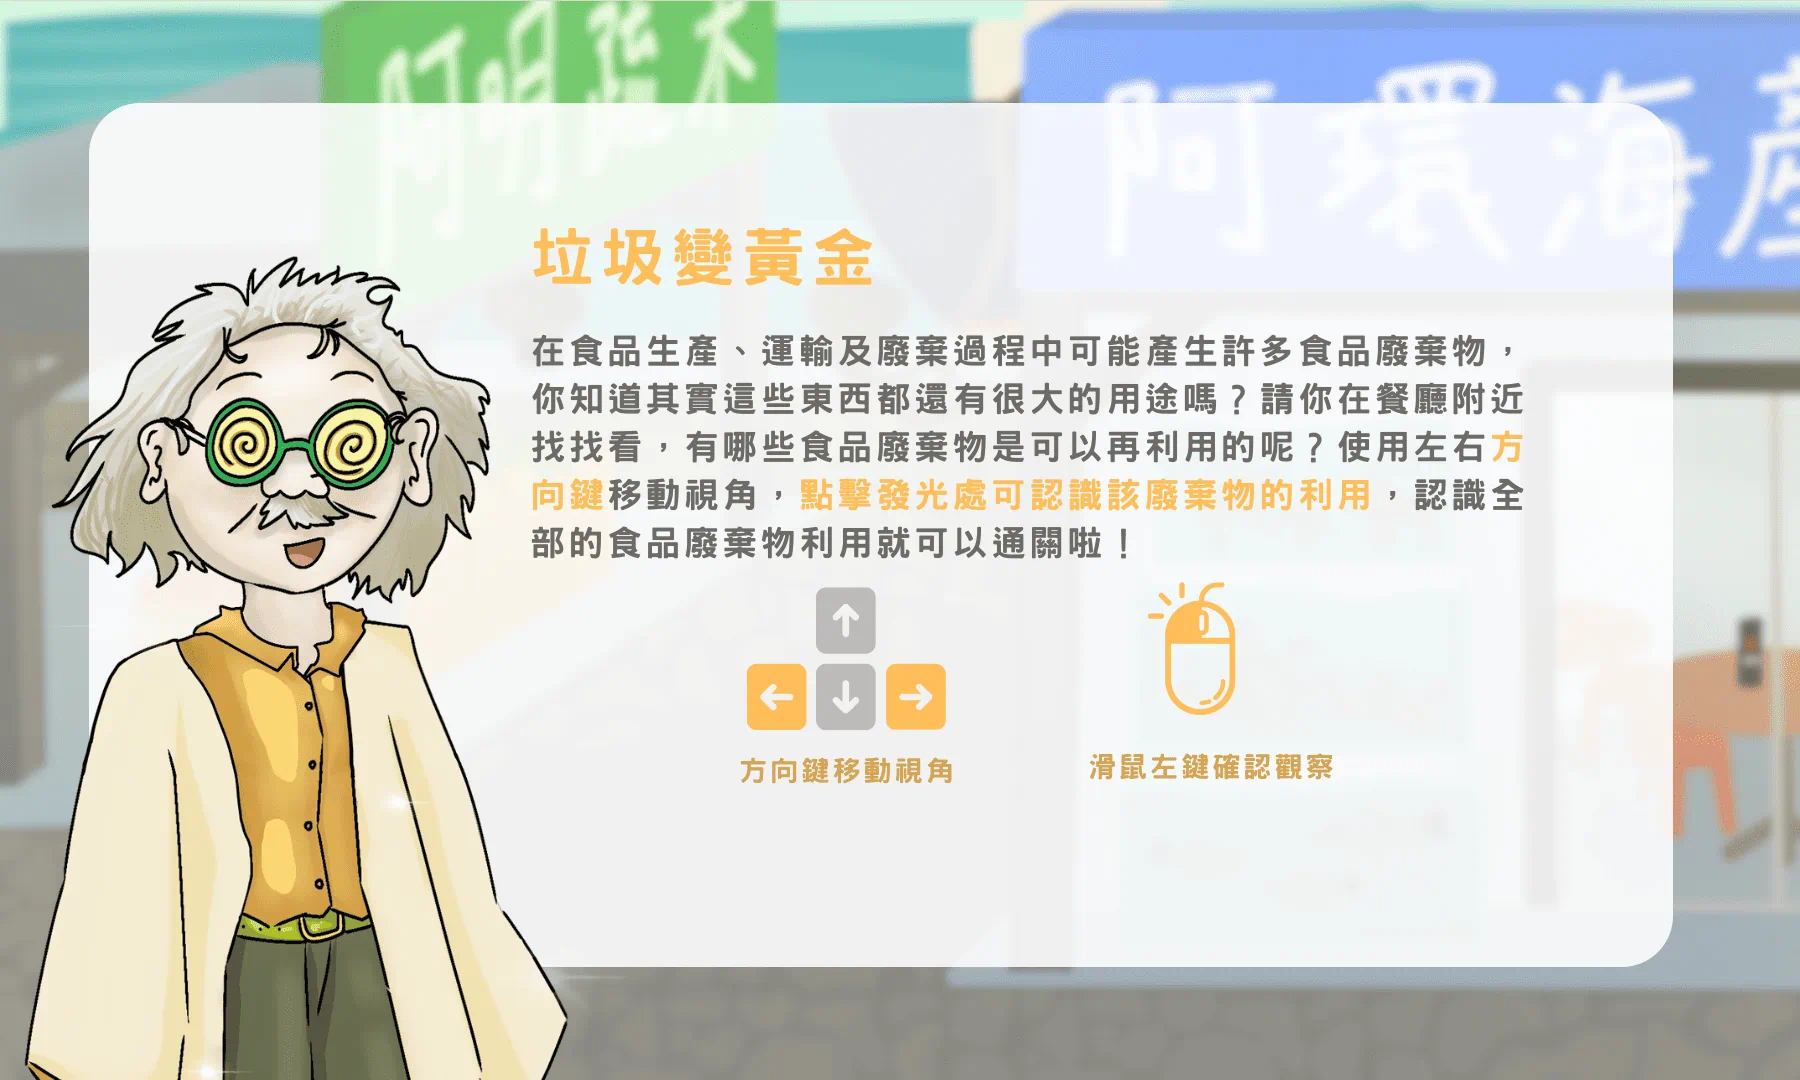 阿明蔬木
阿環海產
垃圾變黃金
在食品生產、運輸及廢棄過程中可能產生許多食品廢棄物，
你知道其實這些東西都還有很大的用途嗎？請你在餐廳附近
找找看，有哪些食品廢棄物是可以再利用的呢？使用左右方
向鍵移動視角，點擊發光處可認識該廢棄物的利用，認識全
部的食品廢棄物利用就可以通關啦！
方向鍵移動視角
滑鼠左鍵確認觀察